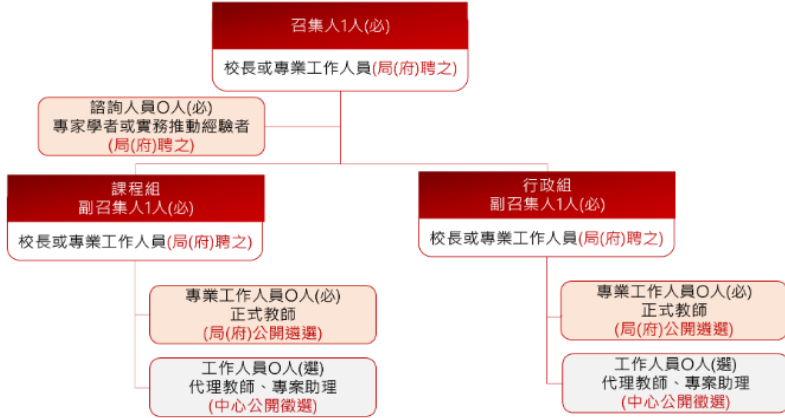 召集人1人(必)
校長或專業工作人員(局(府)聘之)
諮詢人員O人(必)
專家學者或實務推動經驗者
(局(府)聘之)
課程組
副召集人1人(必)
校長或專業工作人員(局(府)聘之)
行政組
副召集人1人(必)
校長或專業工作人員(局(府)聘之)
專業工作人員O人(必)
正式教師
(局(府)公開遴選)
工作人員O人(選)
代理教師、專案助理
(中心公開徵選)
專業工作人員O人(必)
正式教師
(局(府)公開遴選)
工作人員O人(選)
代理教師、專案助理
(中心公開徵選)